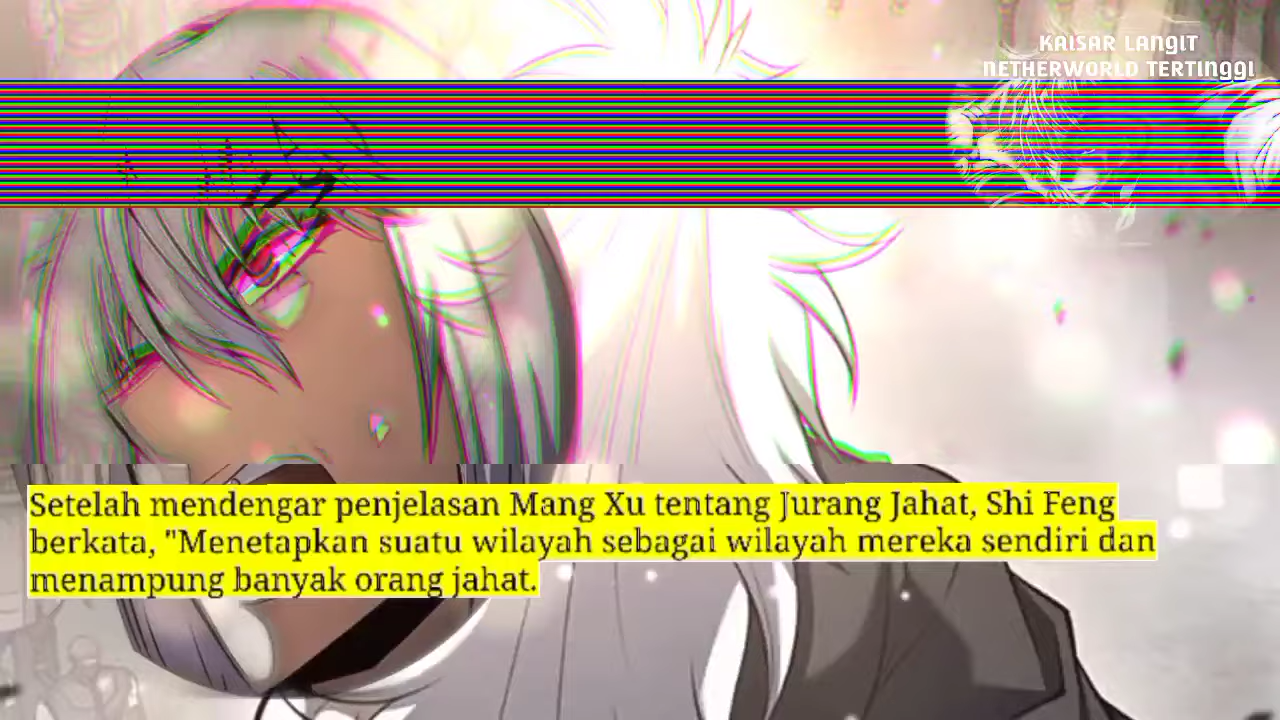 KAISAR LANGIT
NETHERWORLD TERTINGGI
Setelah mendengar penjelasan Mang Xu tentang Jurang Jahat, Shi Feng
berkata, "Menetapkan suatu wilayah sebagai wilayah mereka sendiri dan
menampung banyak orang jahat.